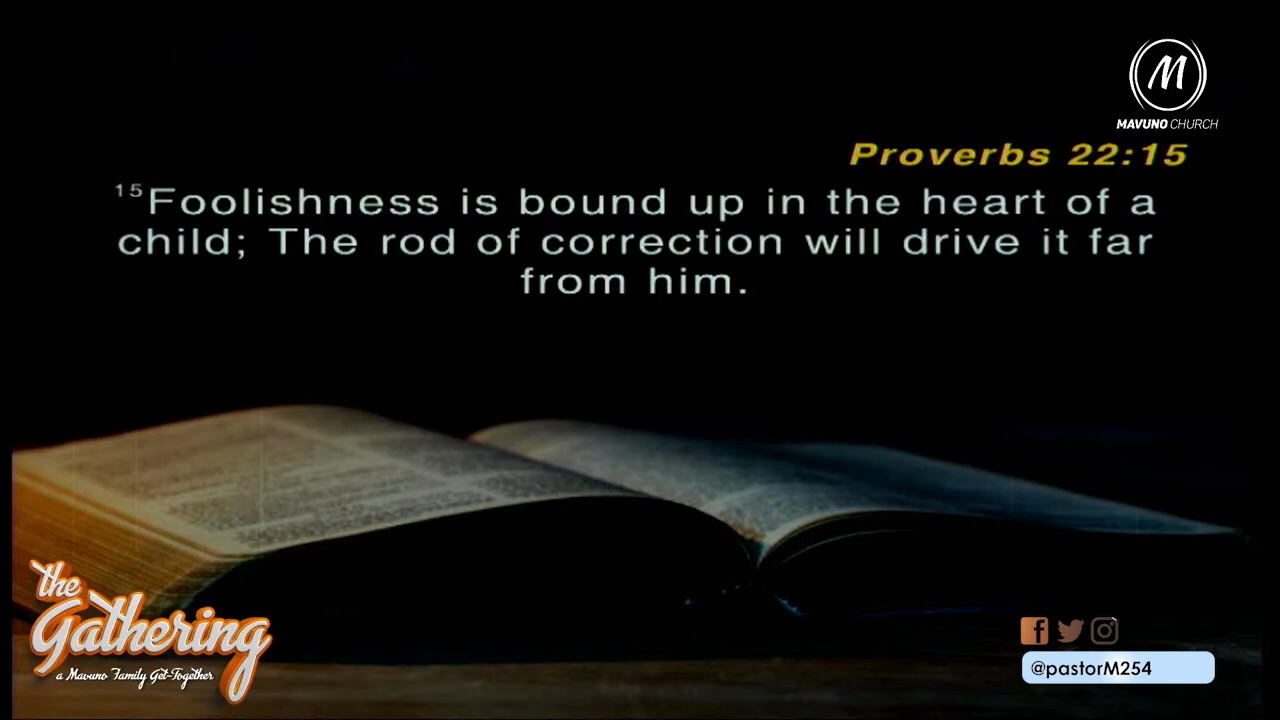 M
MAVUNO CHURCH
Proverbs 22:15
15Foolishness is bound up in the heart of a
child; The rod of correction will drive it far
from him.
the
Gathering
a Mavuno Family Get-Together
@pastorM254